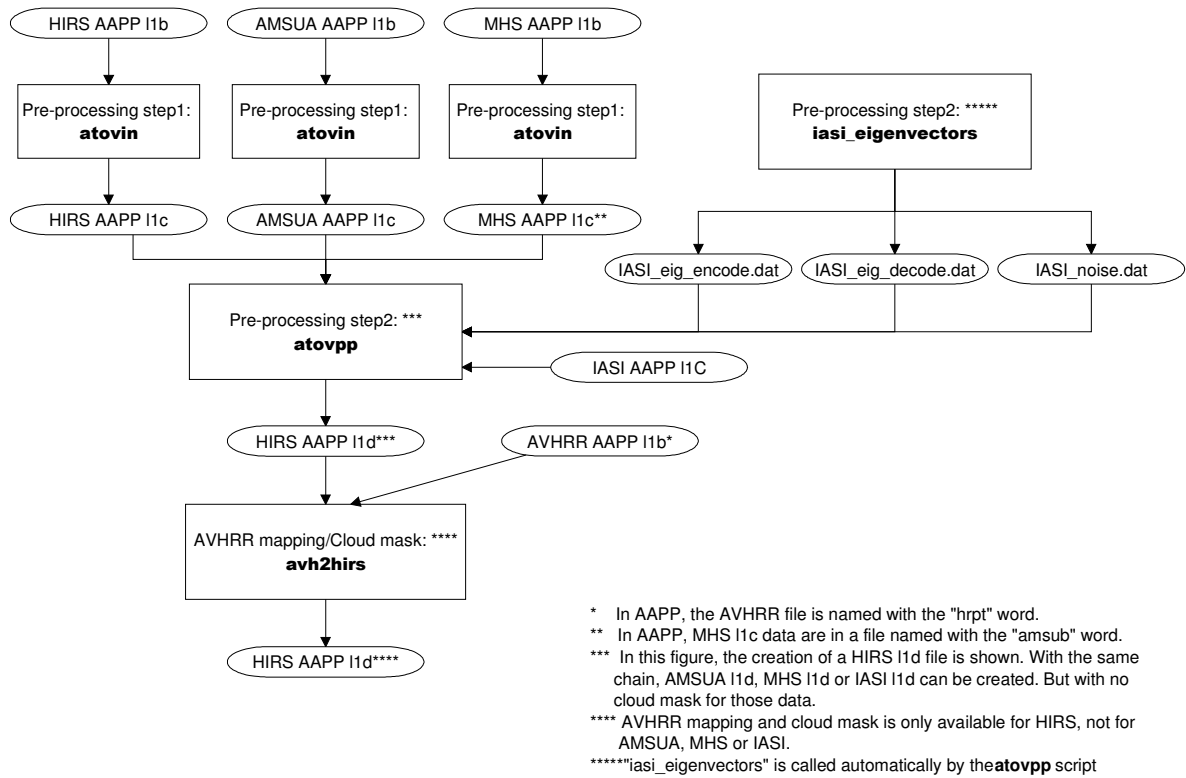 HIRS AAPP l1b
AMSUA AAPP l1b
MHS AAPP l1b
Pre-processing step1:
atovin
Pre-processing step1:
atovin
Pre-processing step1:
atovin
Pre-processing step2: *****
iasi_eigenvectors
HIRS AAPP l1c
AMSUA AAPP l1c
MHS AAPP l1c**
IASI_eig_encode.dat
IASI_eig_decode.dat
IASI_noise.dat
Pre-processing step2: ***
atovpp
IASI AAPP l1C
HIRS AAPP l1d***
AVHRR AAPP l1b*
AVHRR mapping/Cloud mask: ****
avh2hirs
HIRS AAPP l1d****
* In AAPP, the AVHRR file is named with the "hrpt" word.
** In AAPP, MHS l1c data are in a file named with the "amsub" word.
*** In this figure, the creation of a HIRS l1d file is shown. With the same
chain, AMSUA l1d, MHS l1d or IASI l1d can be created. But with no
cloud mask for those data.
**** AVHRR mapping and cloud mask is only available for HIRS, not for
AMSUA, MHS or IASI.
*****"iasi_eigenvectors" is called automatically by theatovpp script